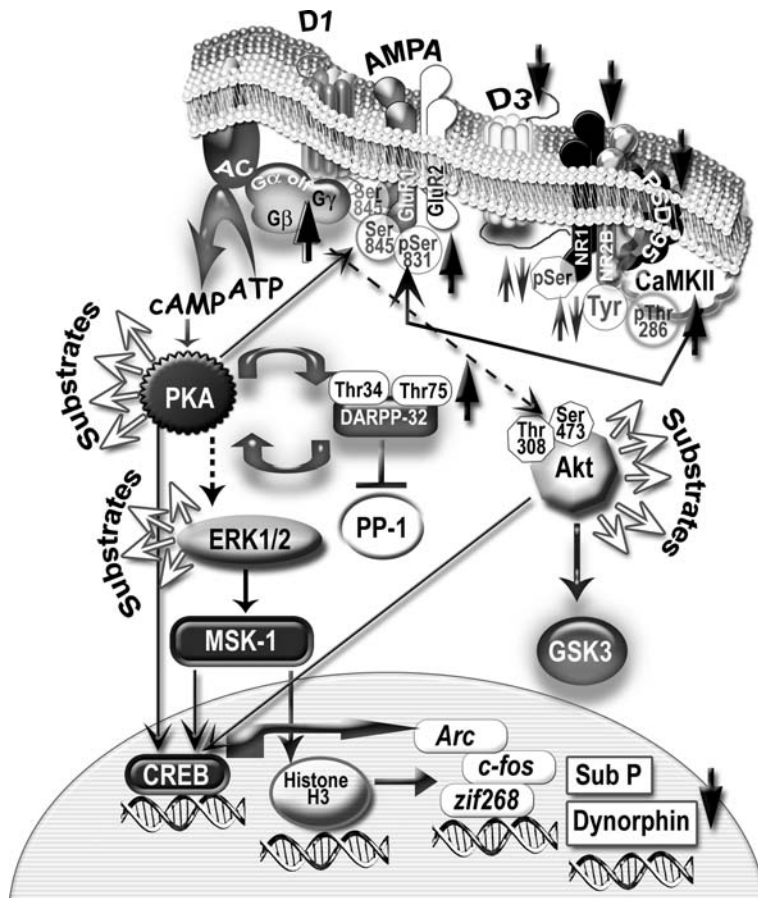 D1
AMPA
D3
AC
Gα olf
Gβ
Gγ
Ser
845
Ser
845
GluR1
pSer
831
GluR2
NR1
NR2B
PSD95
pSer
Tyr
CaMKII
pThr
286
cAMP
ATP
Substrates
PKA
Thr34
Thr75
DARPP-32
PP-1
Thr
308
Ser
473
Akt
Substrates
Substrates
ERK1/2
MSK-1
GSK3
CREB
Histone
H3
Arc
c-fos
zif268
Sub P
Dynorphin